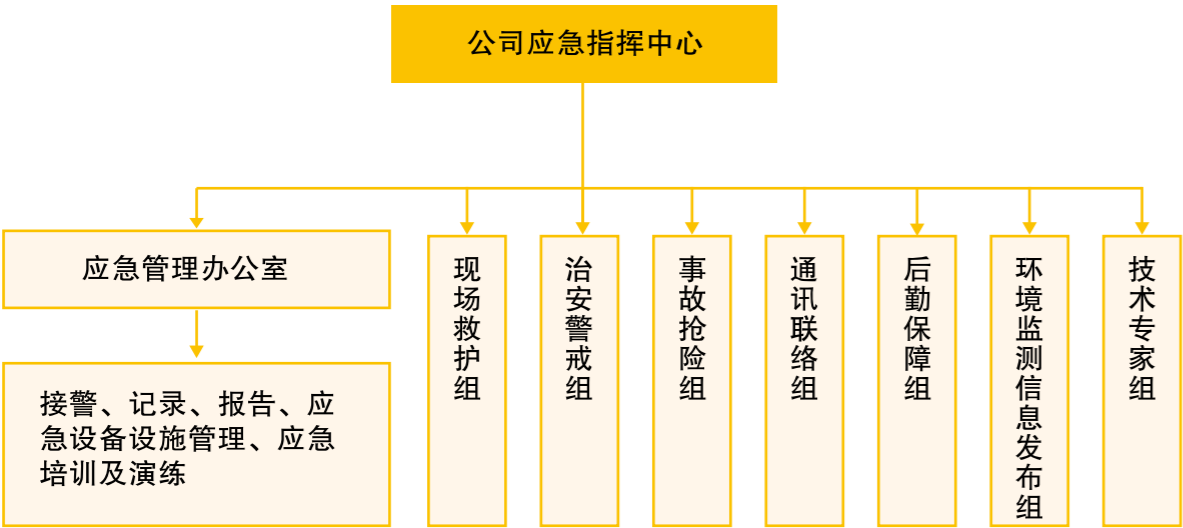 公司应急指挥中心
应急管理办公室
接警、记录、报告、应
急设备设施管理、应急
培训及演练
现场救护组
治安警戒组
事故抢险组
通讯联络组
后勤保障组
环境监测信息发布组
技术专家组